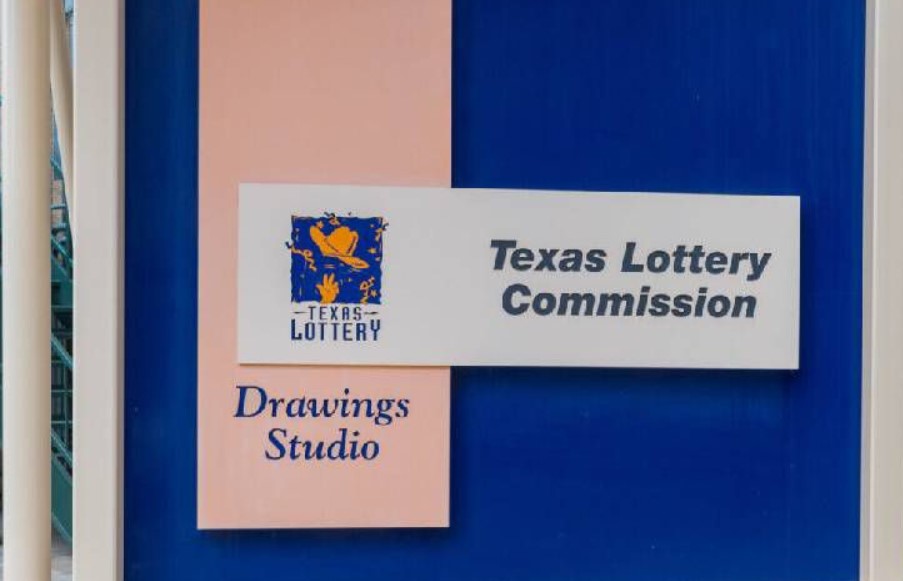 TEXAS
LOTTERY
Texas Lottery
Commission
Drawings
Studio